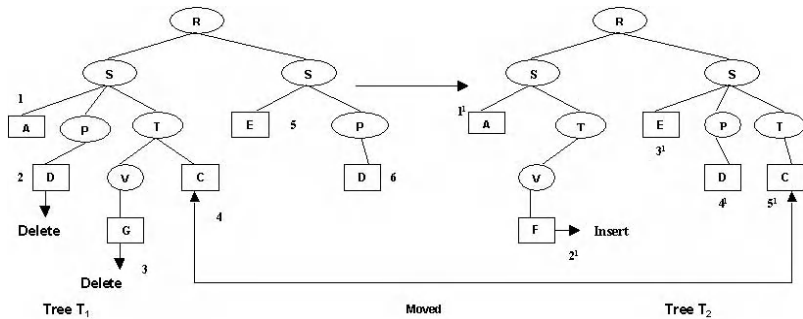 R R
S S S S
1
A P T E 5 P 1¹ A T E P T
3¹
2 D V C D 6 V D C
4 4¹ 5¹
Delete G F Insert
3 2¹
Delete
Tree T₁ Moved Tree T₂